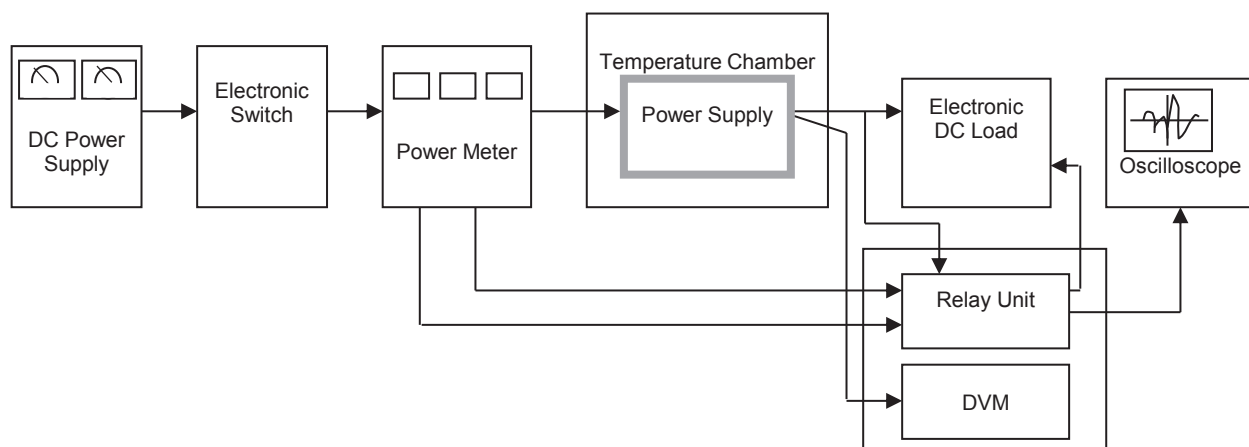 DC Power
Supply
Electronic
Switch
Power Meter
Temperature Chamber
Power Supply
Electronic
DC Load
Oscilloscope
Relay Unit
DVM